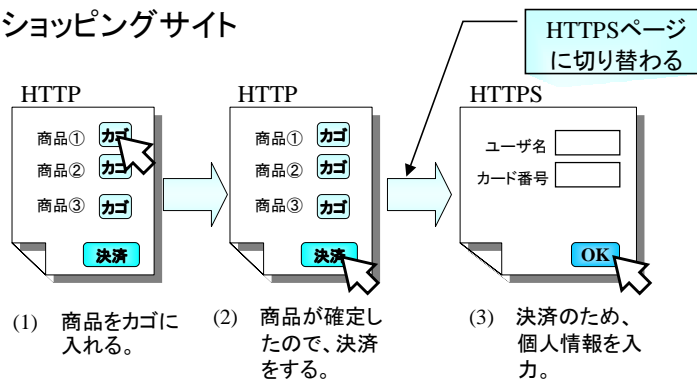 ショッピングサイト
HTTPSページ
に切り替わる
HTTP
商品① カゴ
商品② カゴ
商品③ カゴ
決済
HTTP
商品① カゴ
商品② カゴ
商品③ カゴ
決済
HTTPS
ユーザ名
カード番号
OK
(1) 商品をカゴに
入れる。
(2) 商品が確定し
たので、決済
をする。
(3) 決済のため、
個人情報を入
力。